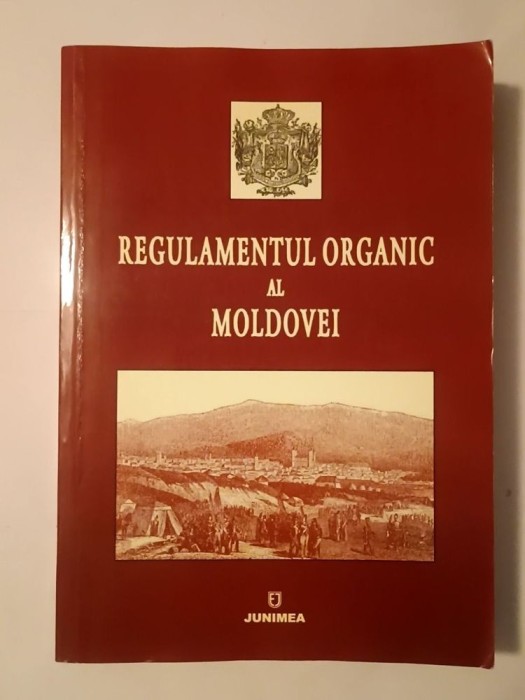 REGULAMENTUL ORGANIC
AL
MOLDOVEI
JUNIMEA